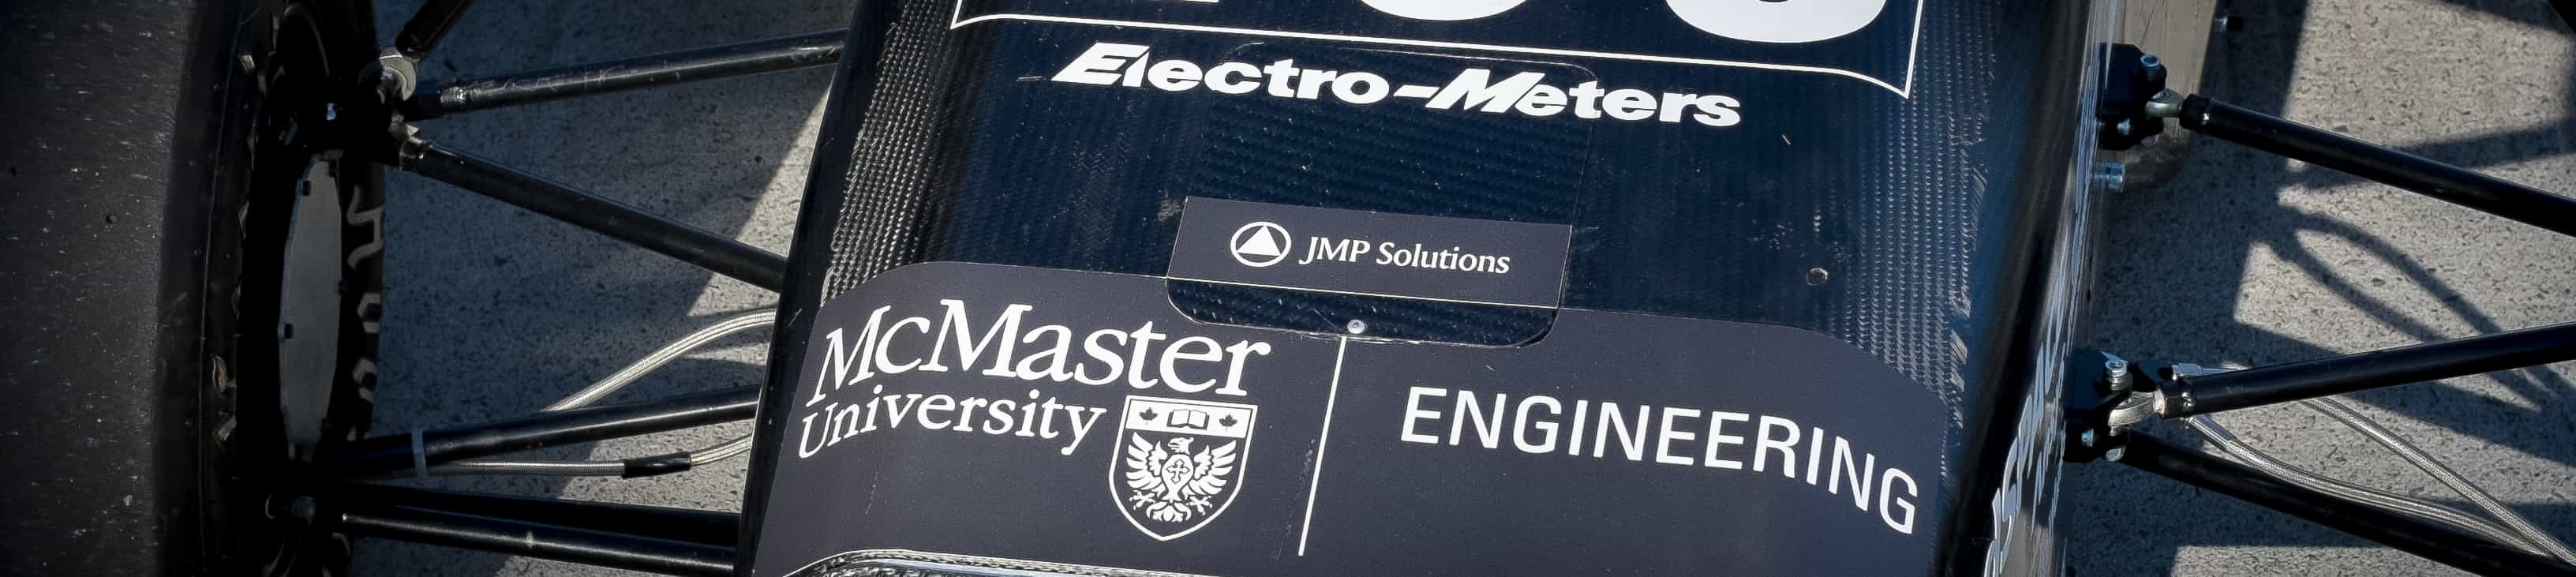 Electro-Meters
JMP Solutions
McMaster
University
ENGINEERING